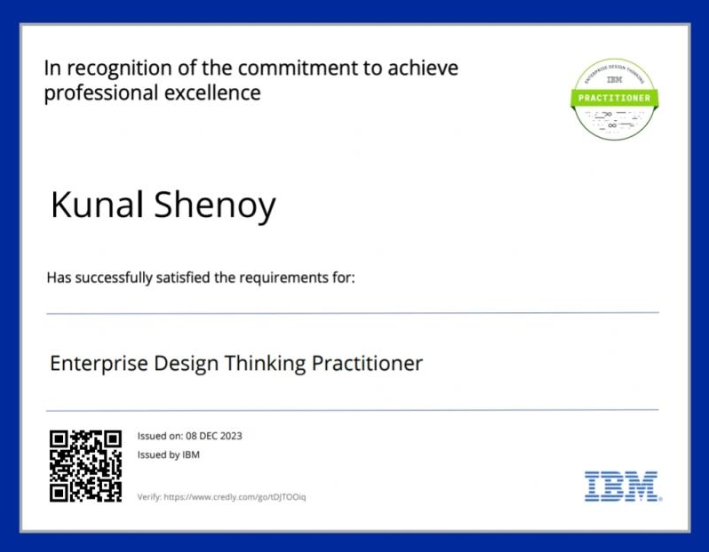 In recognition of the commitment to achieve
professional excellence
ENTERPRISE DESIGN THINKING
IBM
PRACTITIONER
Kunal Shenoy
Has successfully satisfied the requirements for:
Enterprise Design Thinking Practitioner
Issued on: 08 DEC 2023
Issued by IBM
Verify: https://www.credly.com/go/tDJTOOiq
IBM